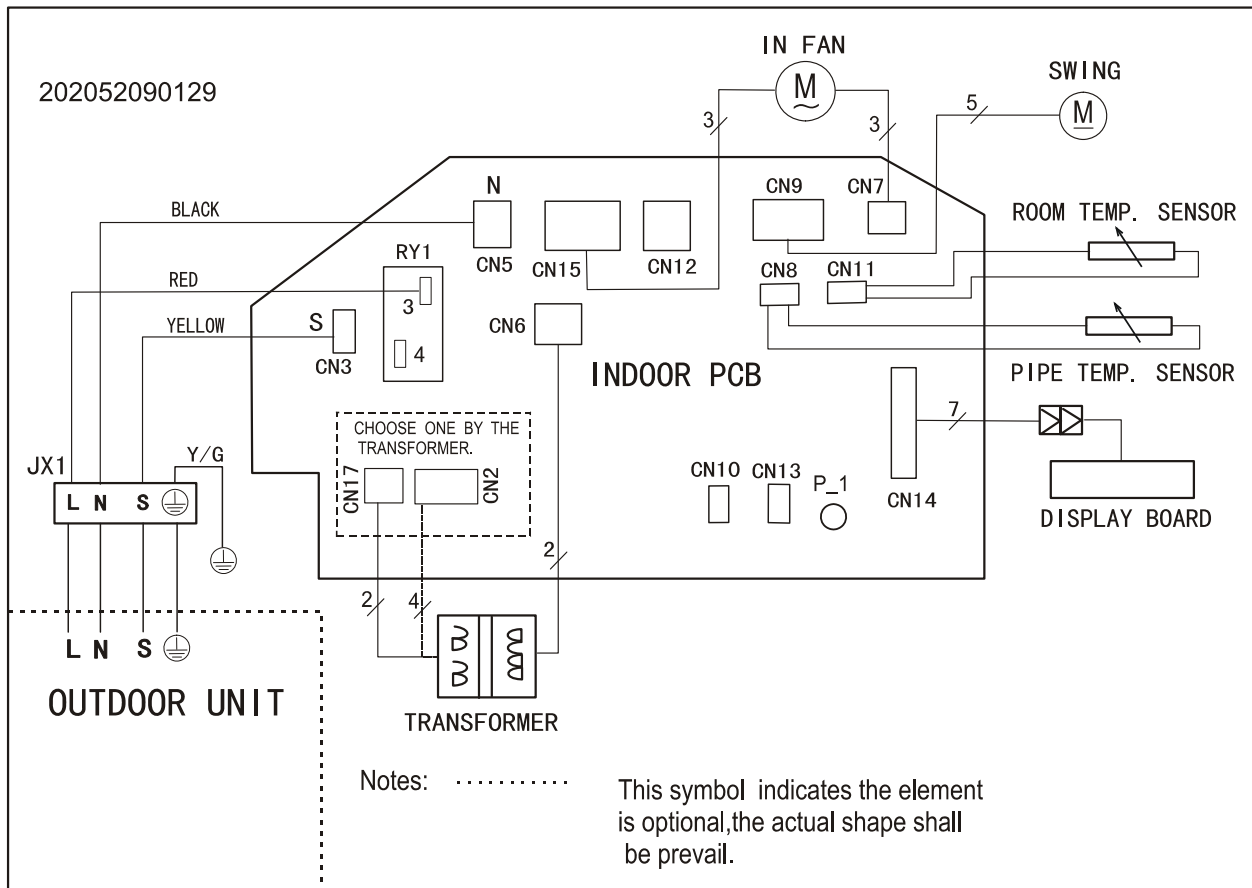 202052090129
IN FAN
M
SWING
M
3
3
5
N
CN9
CN7
BLACK
ROOM TEMP. SENSOR
CN5
CN15
CN12
RY1
CN8
CN11
RED
3
S
YELLOW
CN6
4
CN3
INDOOR PCB
PIPE TEMP. SENSOR
CHOOSE ONE BY THE
TRANSFORMER.
7
JX1
Y/G
CN17
CN2
CN10
CN13
P_1
CN14
L N S
DISPLAY BOARD
2
2
4
L N S
OUTDOOR UNIT
TRANSFORMER
Notes:
This symbol indicates the element
is optional,the actual shape shall
be prevail.